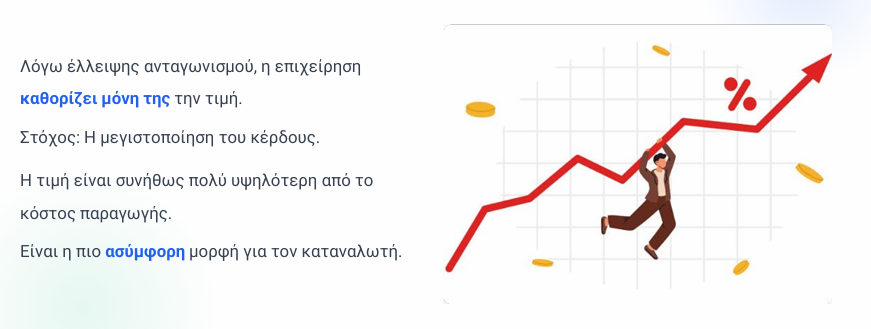 Λόγω έλλειψης ανταγωνισμού, η επιχείρηση
καθορίζει μόνη της την τιμή.
Στόχος: Η μεγιστοποίηση του κέρδους.
Η τιμή είναι συνήθως πολύ υψηλότερη από το
κόστος παραγωγής.
Είναι η πιο ασύμφορη μορφή για τον καταναλωτή.
%